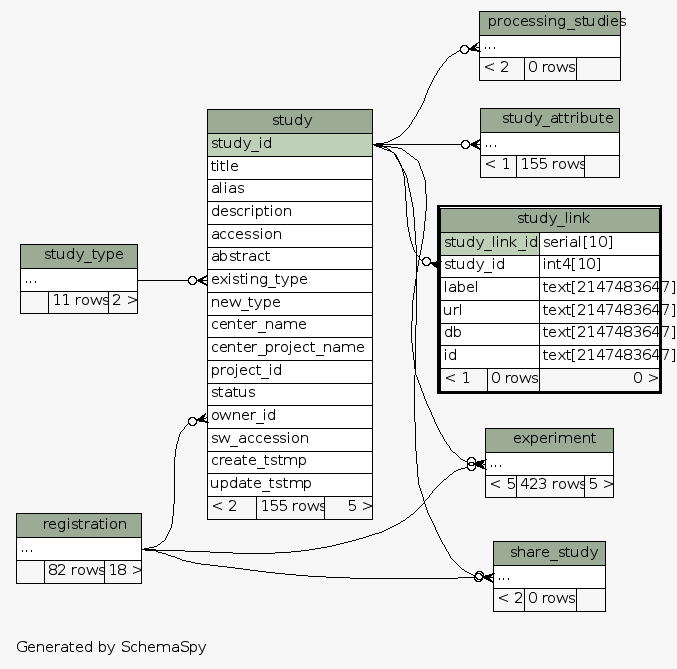 processing_studies
...
< 2 0 rows
study
study_id
title
alias
description
accession
abstract
existing_type
new_type
center_name
center_project_name
project_id
status
owner_id
sw_accession
create_tstmp
update_tstmp
< 2 155 rows 5 >
study_attribute
...
< 1 155 rows
study_link
study_link_id serial[10]
study_id int4[10]
label text[2147483647]
url text[2147483647]
db text[2147483647]
id text[2147483647]
< 1 0 rows 0 >
study_type
...
11 rows 2 >
experiment
...
< 5 423 rows 5 >
registration
...
82 rows 18 >
share_study
...
< 2 0 rows
Generated by SchemaSpy